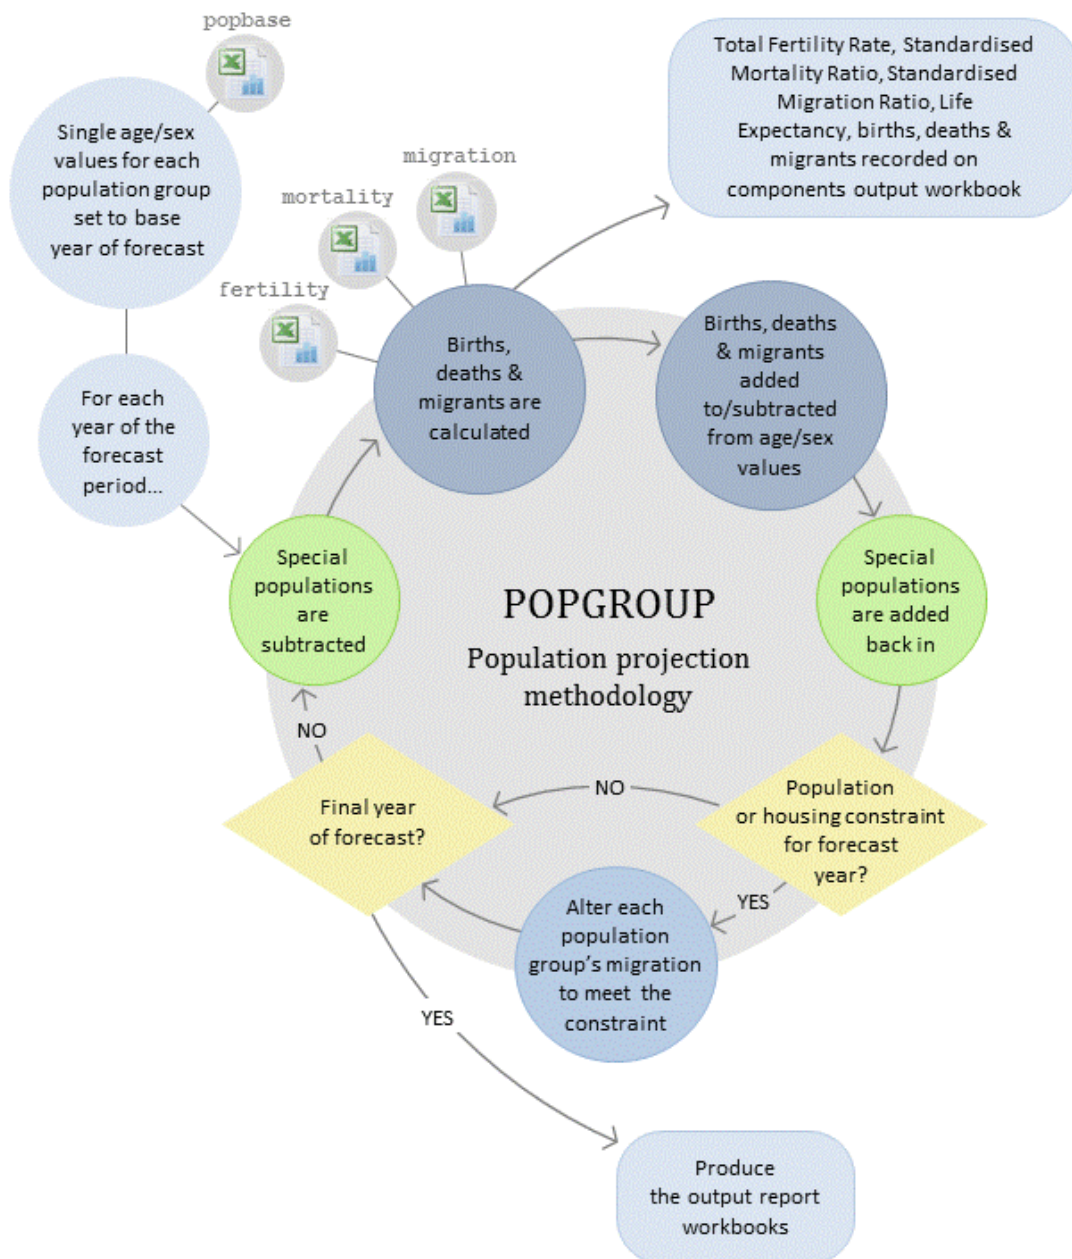 popbase
Single age/sex
values for each
population group
set to base
year of forecast
Total Fertility Rate, Standardised
Mortality Ratio, Standardised
Migration Ratio, Life
Expectancy, births, deaths &
migrants recorded on
components output workbook
migration
mortality
fertility
For each
year of the
forecast
period...
Births,
deaths &
migrants are
calculated
Births, deaths
& migrants
added
to/subtracted
from age/sex
values
Special
populations
are
subtracted
POPGROUP
Population projection
methodology
Special
populations
are added
back in
NO
Final year
of forecast?
NO
Population
or housing constraint
for forecast
year?
YES
Alter each
population
group's migration
to meet the
constraint
YES
Produce
the output report
workbooks